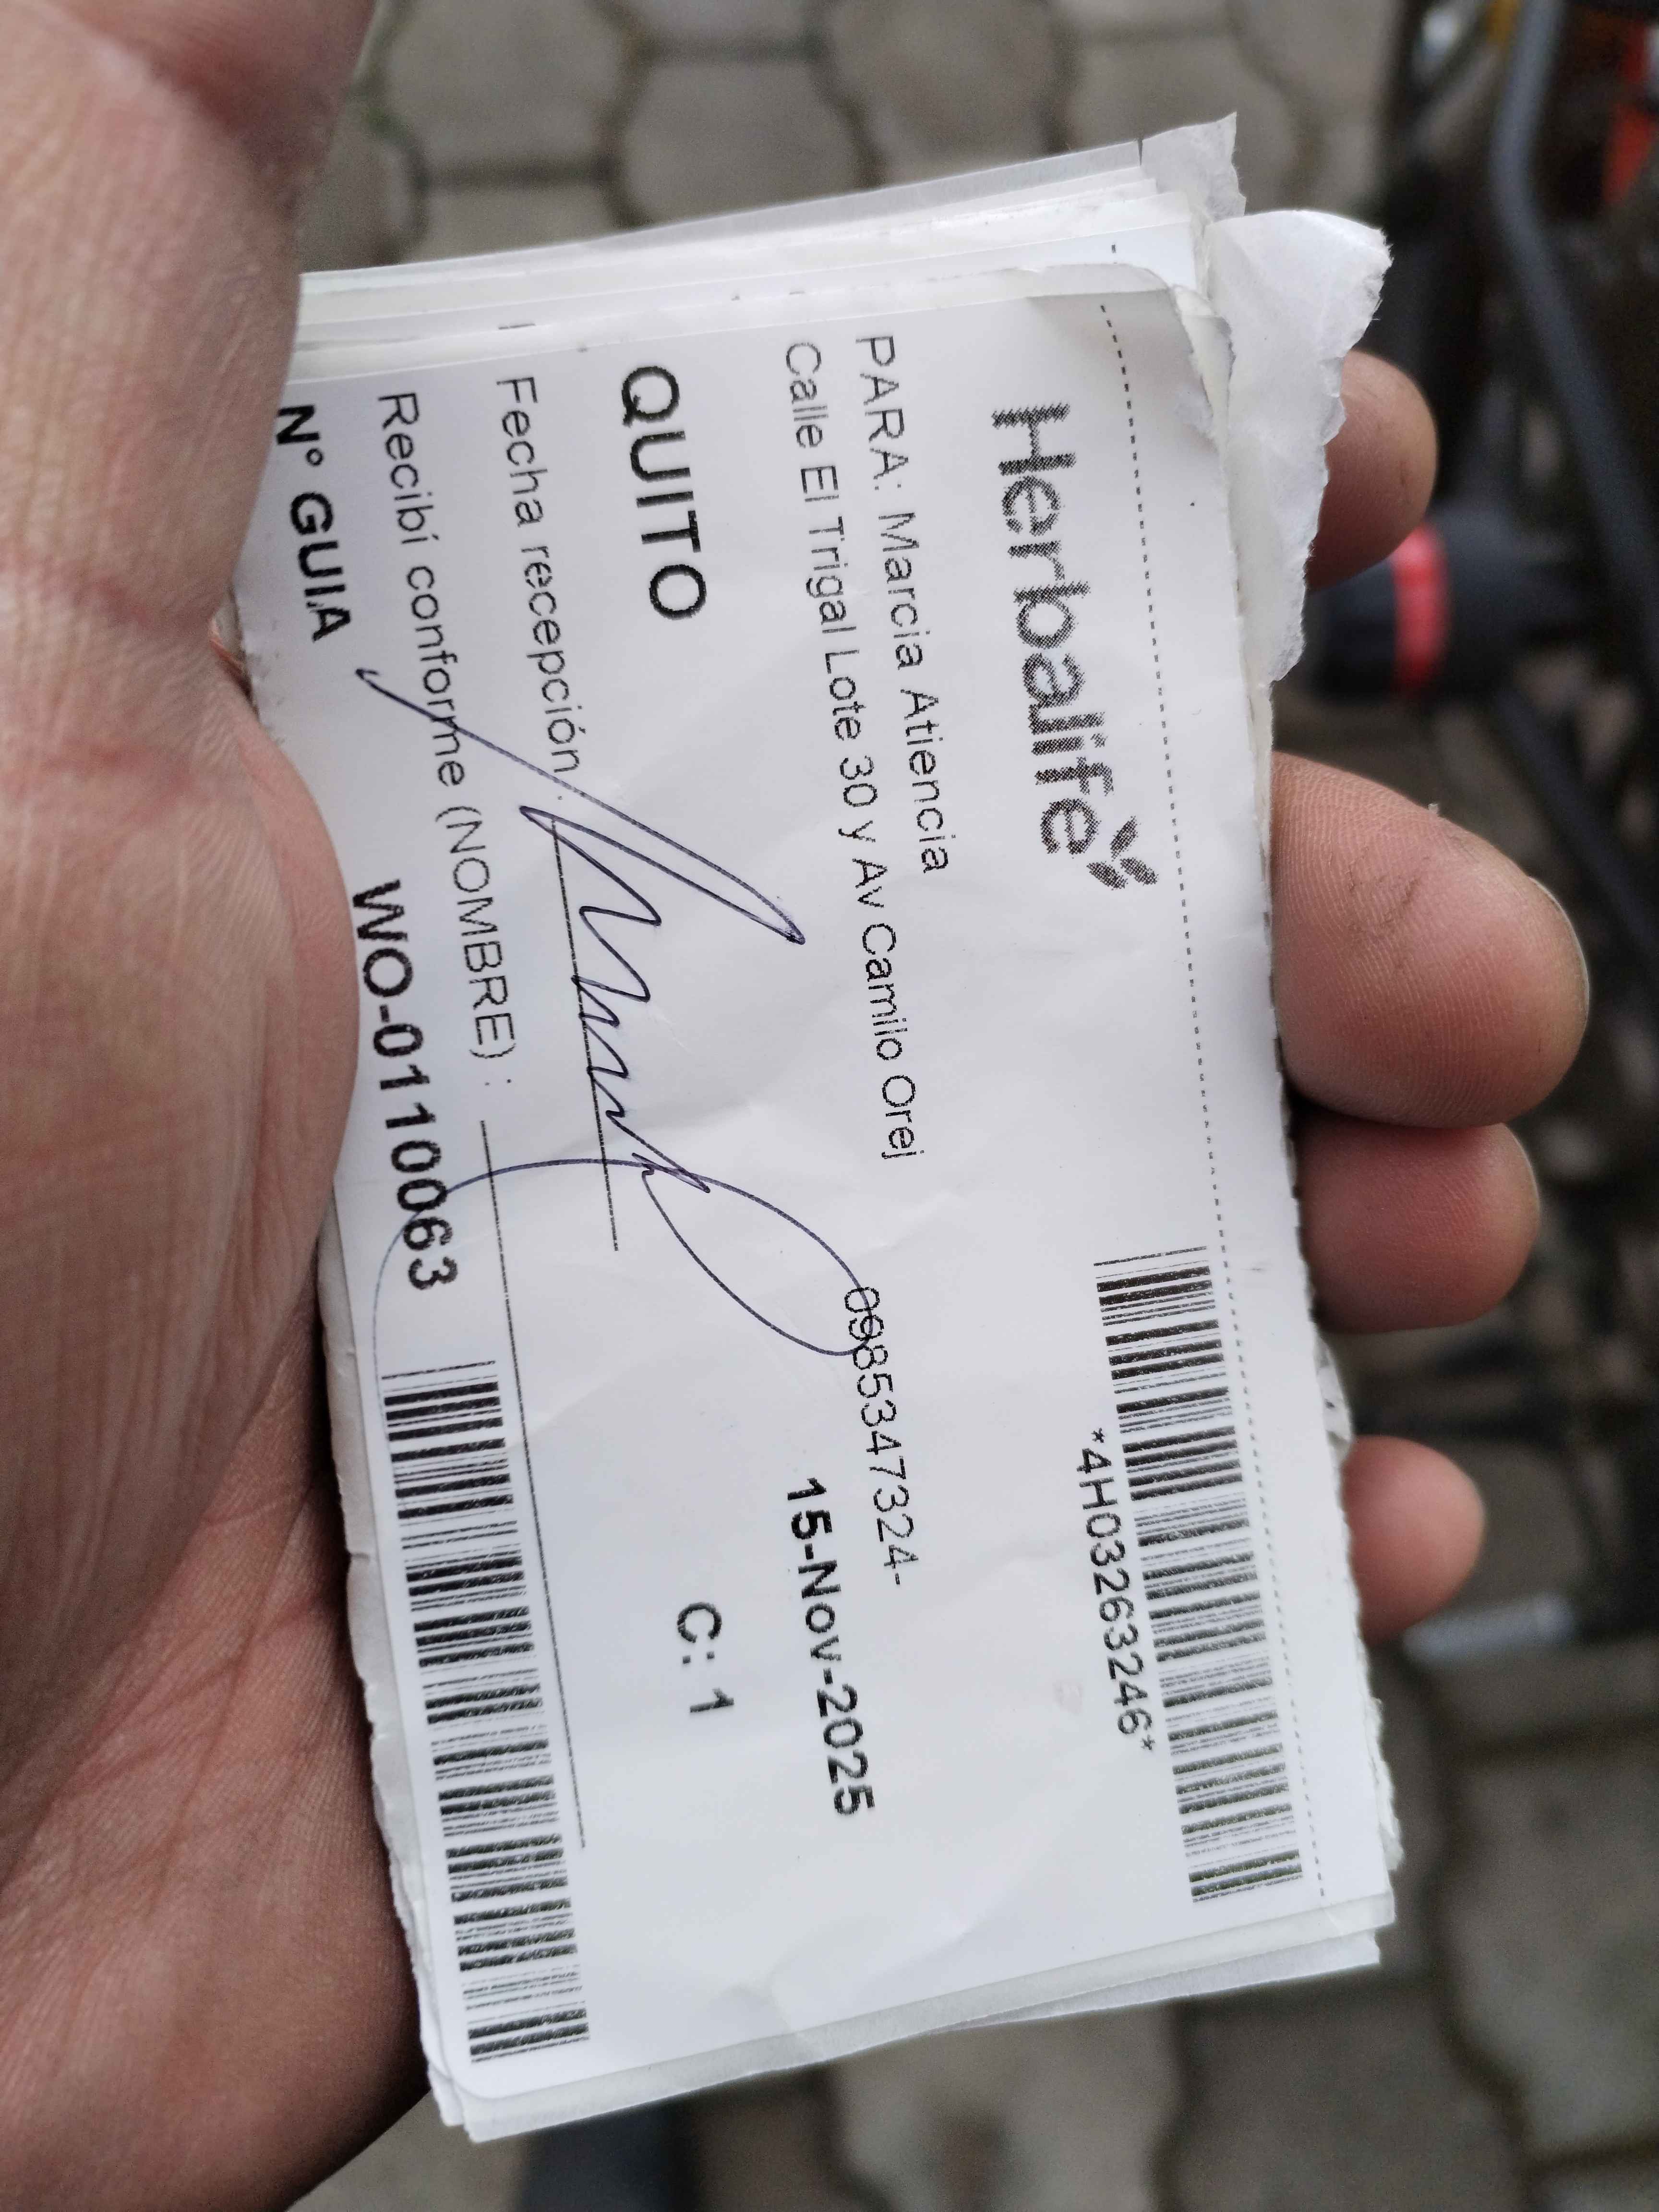 Herbalife
*4H03263246*
PARA: Marcia Atiencia
Calle El Trigal Lote 30 y Av Camilo Orej
0985347324-
15-Nov-2025
QUITO
C: 1
Fecha recepción :
Recibí conforme (NOMBRE) :
N° GUIA
WO-0110063